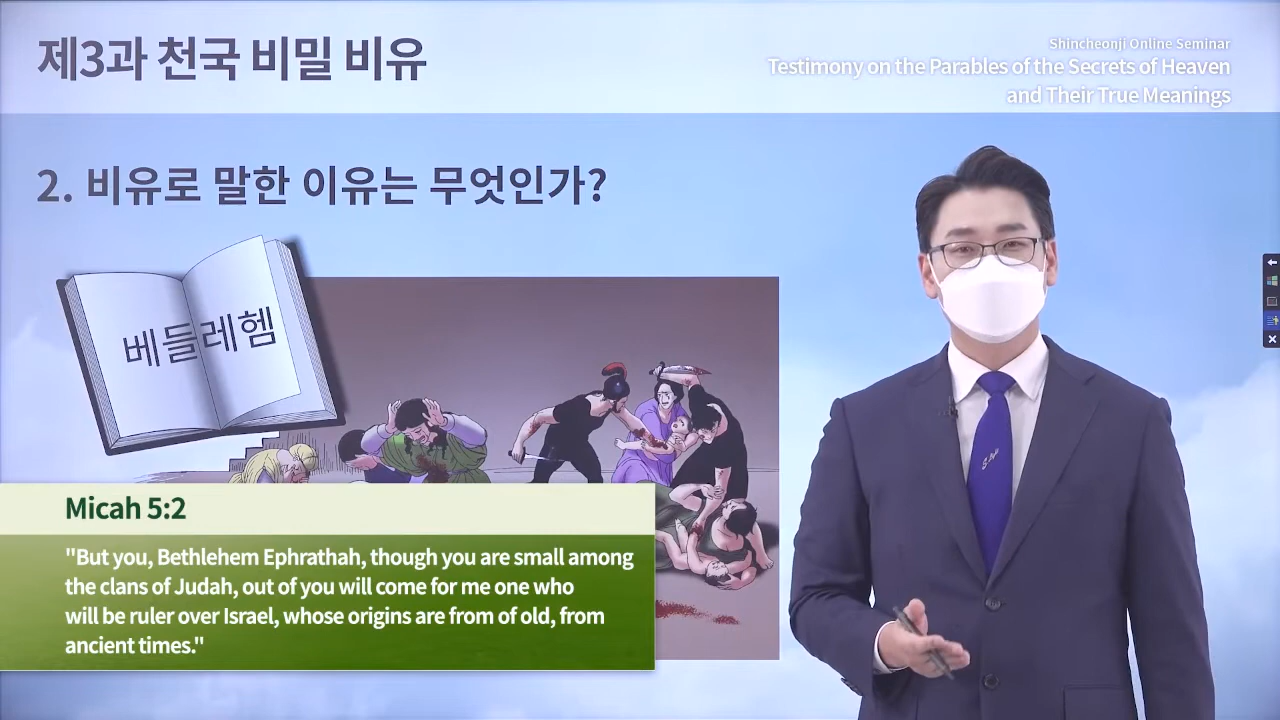 제3과 천국 비밀 비유
Shincheonji Online Seminar
Testimony on the Parables of the Secrets of Heaven
and Their True Meanings
2. 비유로 말한 이유는 무엇인가?
베들레헴
Micah 5:2
"But you, Bethlehem Ephrathah, though you are small among
the clans of Judah, out of you will come for me one who
will be ruler over Israel, whose origins are from of old, from
ancient times."